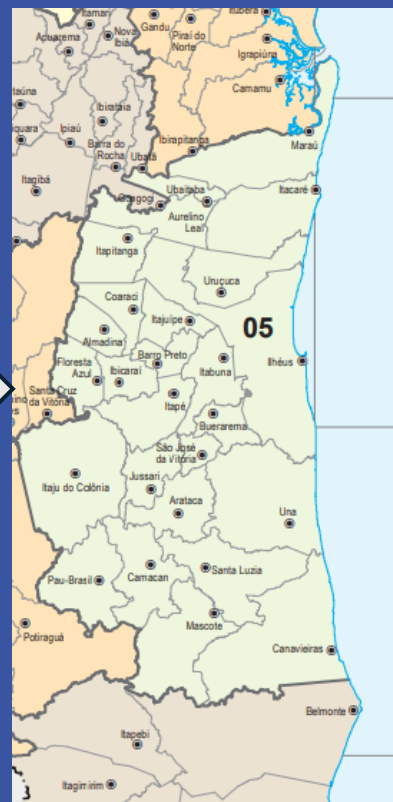 Itamari
Gandu
Ituberá
Apuarema
Nova
Ibiá
Piraí do
Norte
Igrapiúna
Camamu
Ibirataia
Ipiaú
Barra do
Rocha
Ubatã
Ibirapitanga
Maraú
Itagibá
Gongogi
Ubaitaba
Aurelino
Leal
Itacaré
Itapitanga
Uruçuca
Coaraci
Itajuípe
05
Almadina
Barro Preto
Floresta
Azul
Ibicaraí
Itabuna
Ilhéus
Santa Cruz
da Vitória
Itapé
Buerarema
São José
da Vitória
Itaju do Colônia
Jussari
Arataca
Una
Pau-Brasil
Camacan
Santa Luzia
Mascote
Potiraguá
Canavieiras
Belmonte
Itapebi
Itagimirim